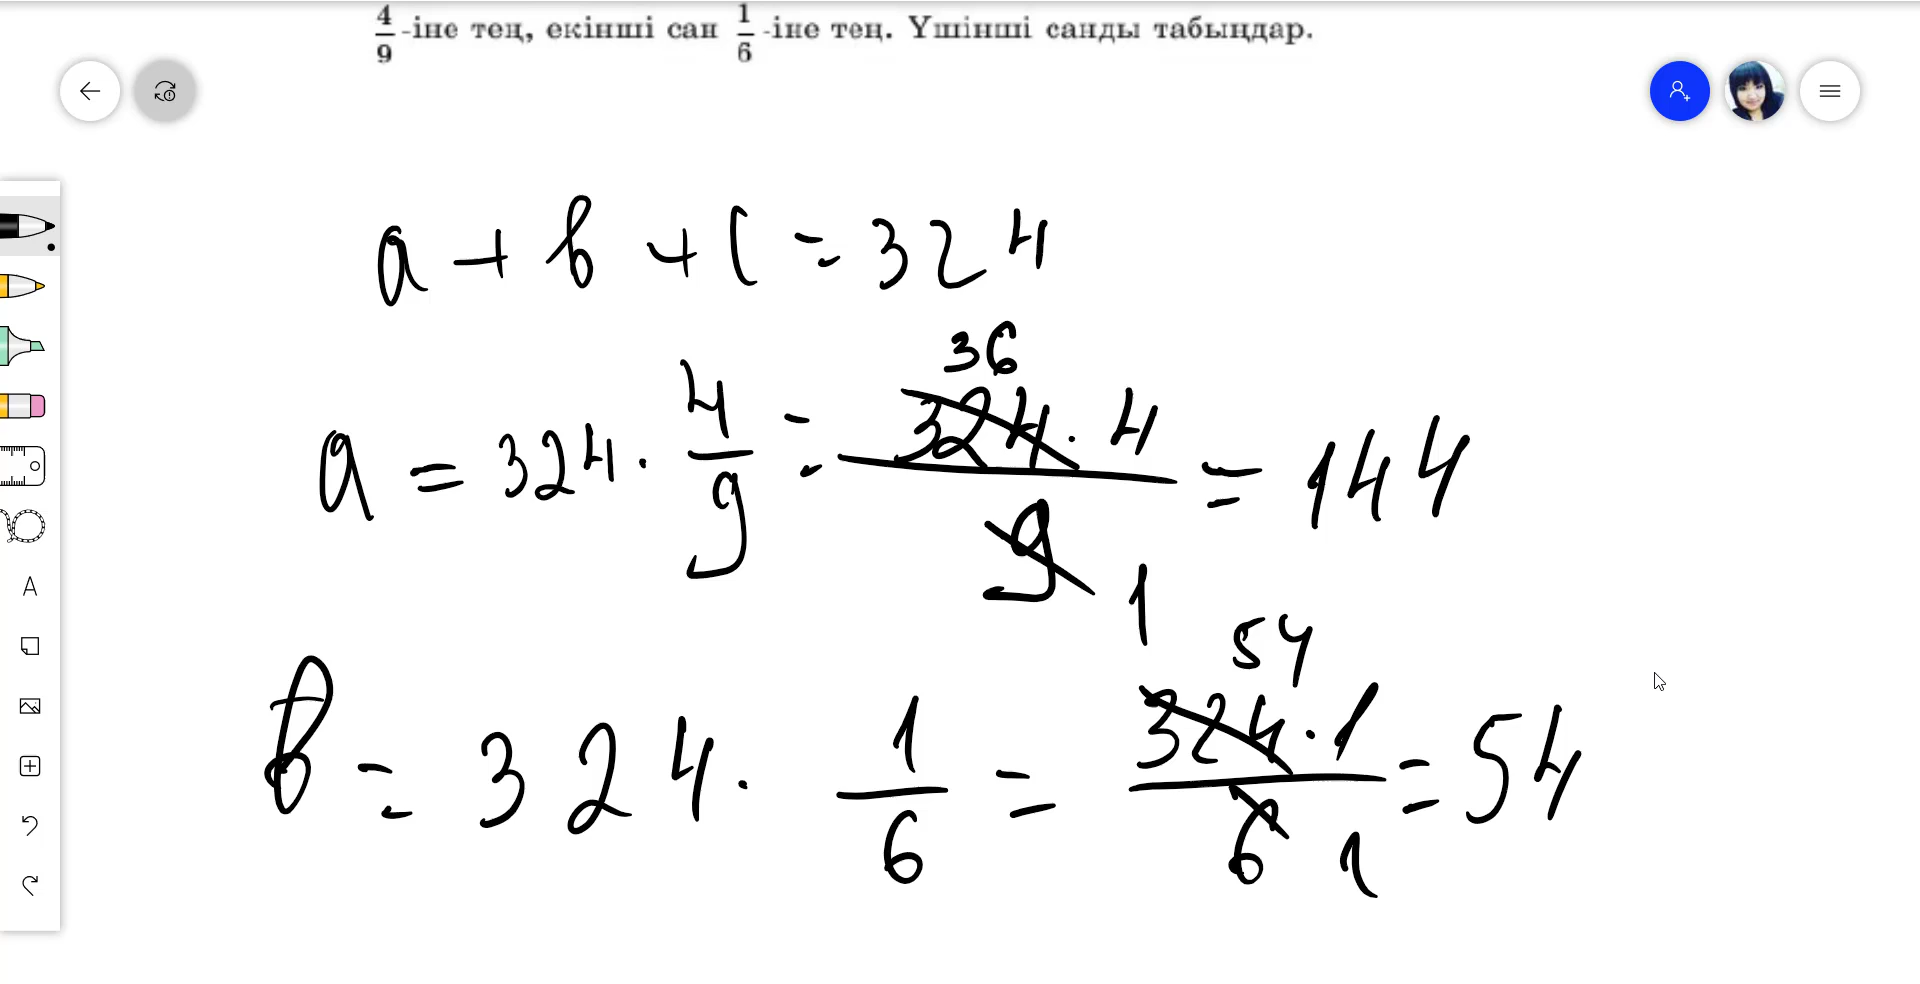 4/9 -іне тең, екінші сан 1/6 -іне тең. Үшінші санды табыңдар.
a + b + c = 324
a = 324 · 4/9 = 324 · 4 / 9 = 144
36
1
b = 324 · 1/6 = 324 · 1 / 6 = 54
54
1
A